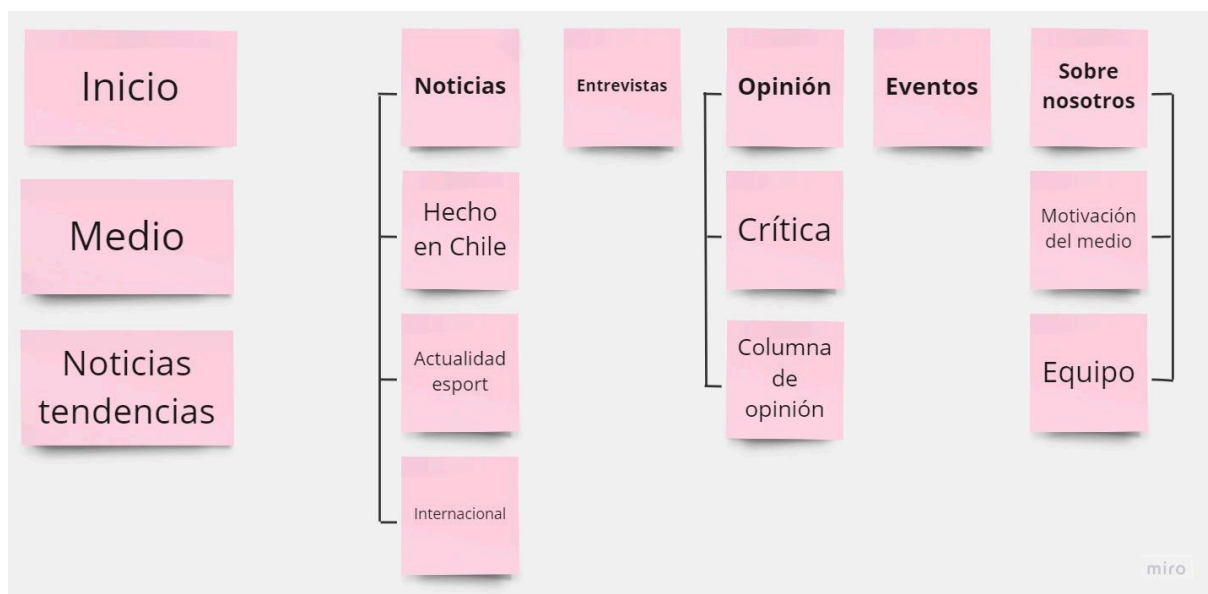 Inicio
Medio
Noticias
tendencias
Noticias
Hecho
en Chile
Actualidad
esport
Internacional
Entrevistas
Opinión
Crítica
Columna
de
opinión
Eventos
Sobre
nosotros
Motivación
del medio
Equipo
miro